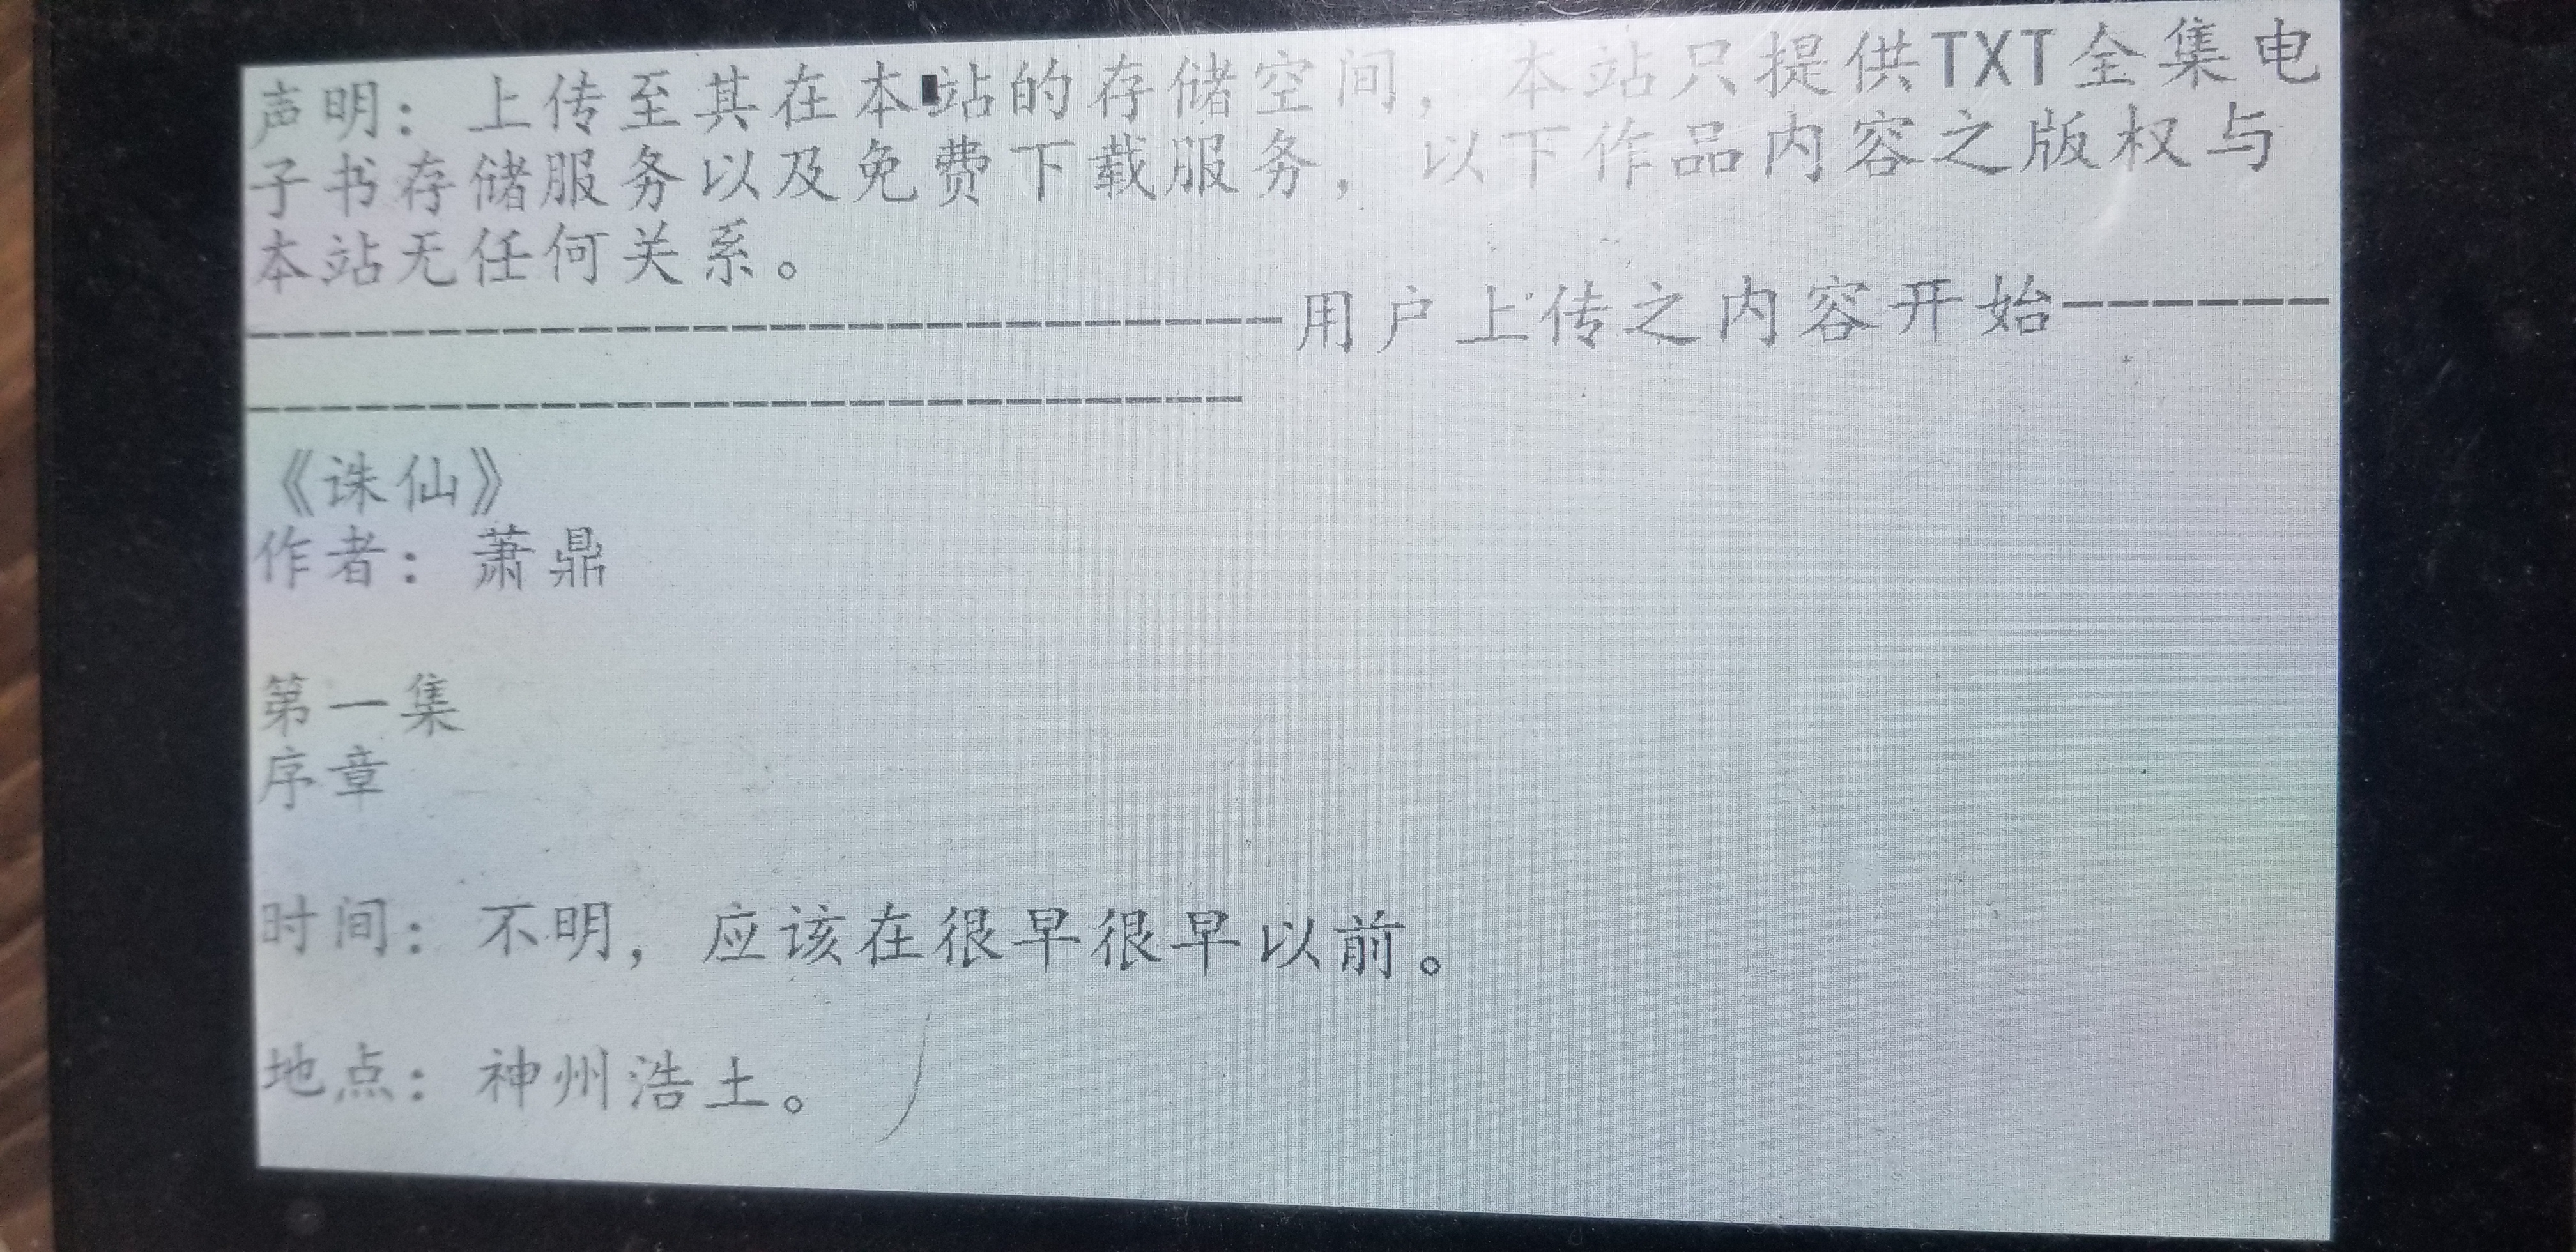 声明：上传至其在本站的存储空间，本站只提供TXT全集电
子书存储服务以及免费下载服务，以下作品内容之版权与
本站无任何关系。
---------------------------用户上传之内容开始-------
--------------------------
《诛仙》
作者：萧鼎
第一集
序章
时间：不明，应该在很早很早以前。
地点：神州浩土。